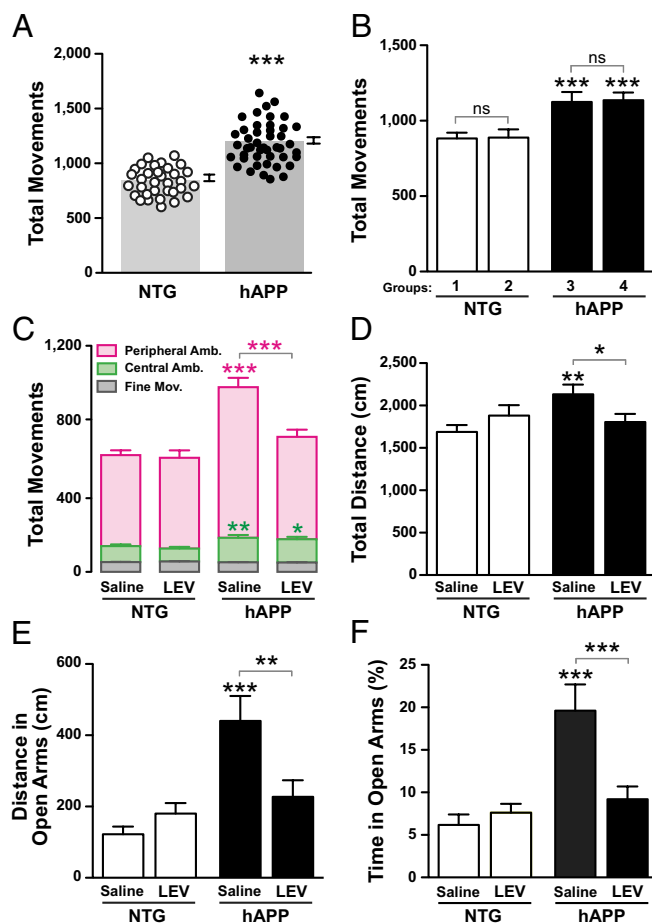 A
Total Movements
2,000
1,500
1,000
500
0
***
NTG
hAPP
B
Total Movements
1,500
1,000
500
0
ns
ns
***
***
Groups: 1 2 3 4
NTG
hAPP
C
Total Movements
1,200
800
400
0
Peripheral Amb.
Central Amb.
Fine Mov.
***
***
**
*
Saline LEV Saline LEV
NTG
hAPP
D
Total Distance (cm)
2,500
2,000
1,500
1,000
500
0
*
**
Saline LEV Saline LEV
NTG
hAPP
E
Distance in
Open Arms (cm)
600
400
200
0
**
***
Saline LEV Saline LEV
NTG
hAPP
F
Time in Open Arms (%)
25
20
15
10
5
0
***
***
Saline LEV Saline LEV
NTG
hAPP